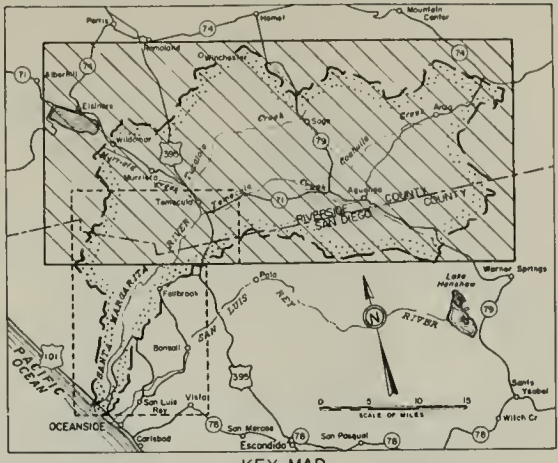 Perris
Hemet
Mountain
Center
74
74
Romoland
Winchester
74
71
74
Alberhill
Elsinore
Wildomar
Creek
Sage
Creek
Anza
395
79
Murrieta
Murrieta
Creek
Temecula
Temecula
Creek
71
Aguanga
RIVERSIDE COUNTY
SAN DIEGO COUNTY
RIVER
SANTA MARGARITA
Pala
Lake
Henshaw
Warner Springs
79
Fallbrook
SAN LUIS REY RIVER
N
PACIFIC
OCEAN
101
Bonsall
395
Santa
Ysabel
0 5 10 15
SCALE OF MILES
San Luis
Rey
Vista
OCEANSIDE
78
San Marcos
San Pasqual
78
78
Witch Cr
Carlsbad
Escondido
78
KEY MAP